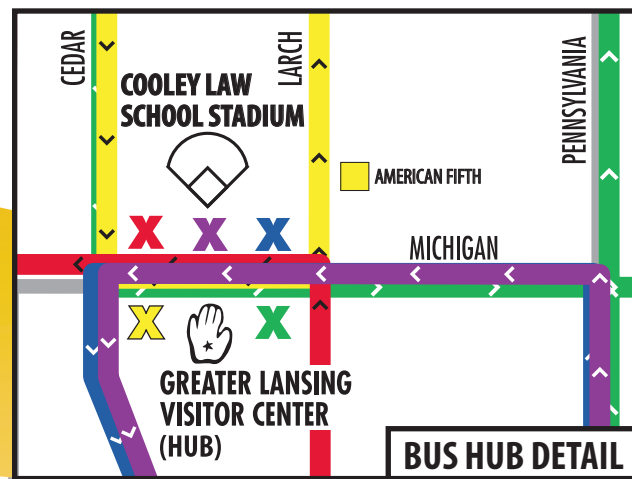 CEDAR
LARCH
PENNSYLVANIA
COOLEY LAW
SCHOOL STADIUM
AMERICAN FIFTH
X X X
MICHIGAN
X X
GREATER LANSING
VISITOR CENTER
(HUB)
BUS HUB DETAIL